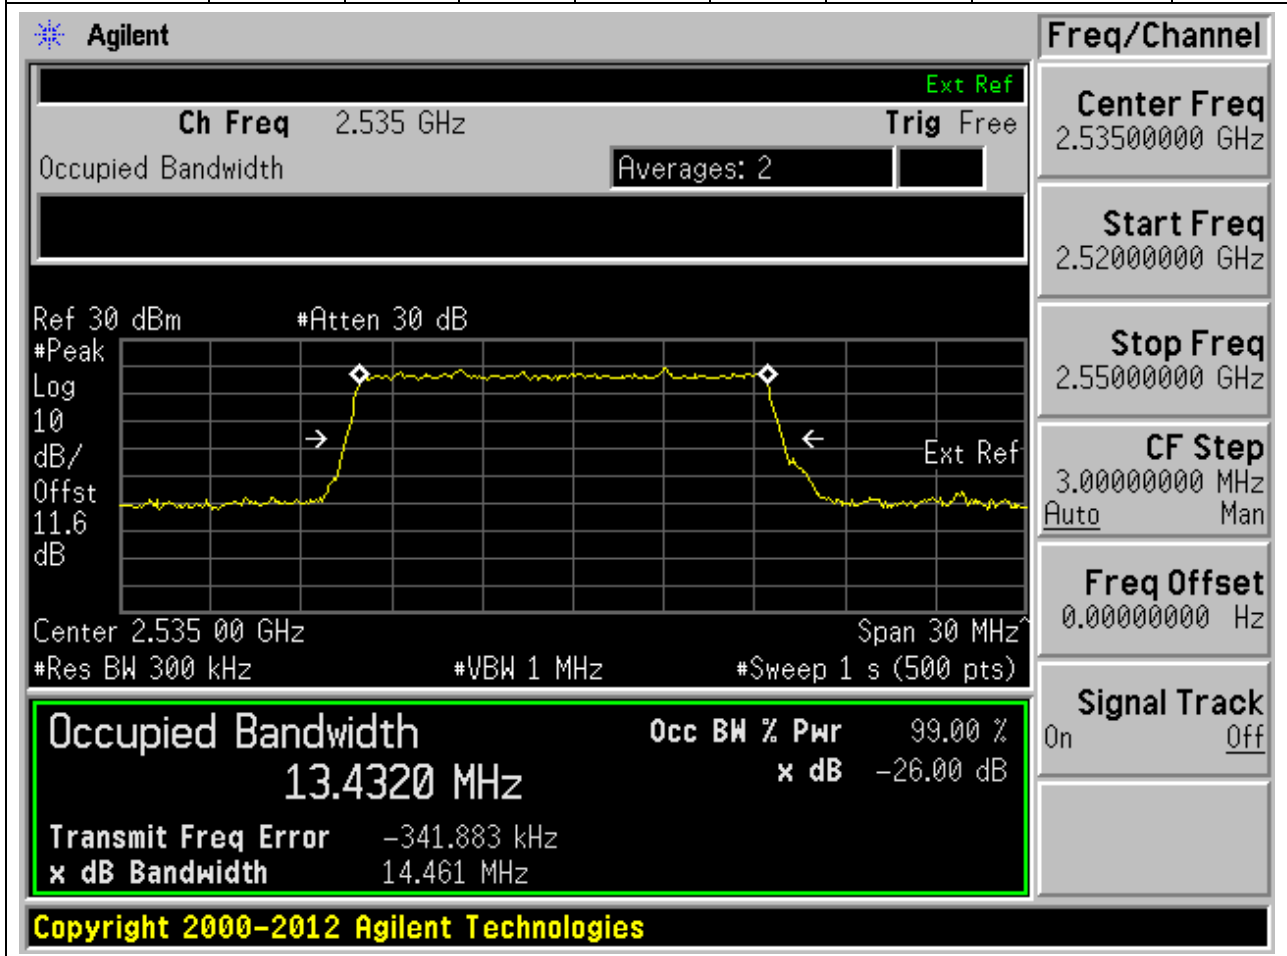 Agilent
Freq/Channel
Ext Ref
Ch Freq 2.535 GHz Trig Free
Occupied Bandwidth Averages: 2
Ref 30 dBm #Atten 30 dB
#Peak
Log
10
dB/
Offst
11.6
dB
Ext Ref
Center 2.535 00 GHz Span 30 MHz^
#Res BW 300 kHz #VBW 1 MHz #Sweep 1 s (500 pts)
Occupied Bandwidth Occ BW % Pwr 99.00 %
13.4320 MHz x dB -26.00 dB
Transmit Freq Error -341.883 kHz
x dB Bandwidth 14.461 MHz
Copyright 2000-2012 Agilent Technologies
Center Freq
2.53500000 GHz
Start Freq
2.52000000 GHz
Stop Freq
2.55000000 GHz
CF Step
3.00000000 MHz
Auto Man
Freq Offset
0.00000000 Hz
Signal Track
On Off